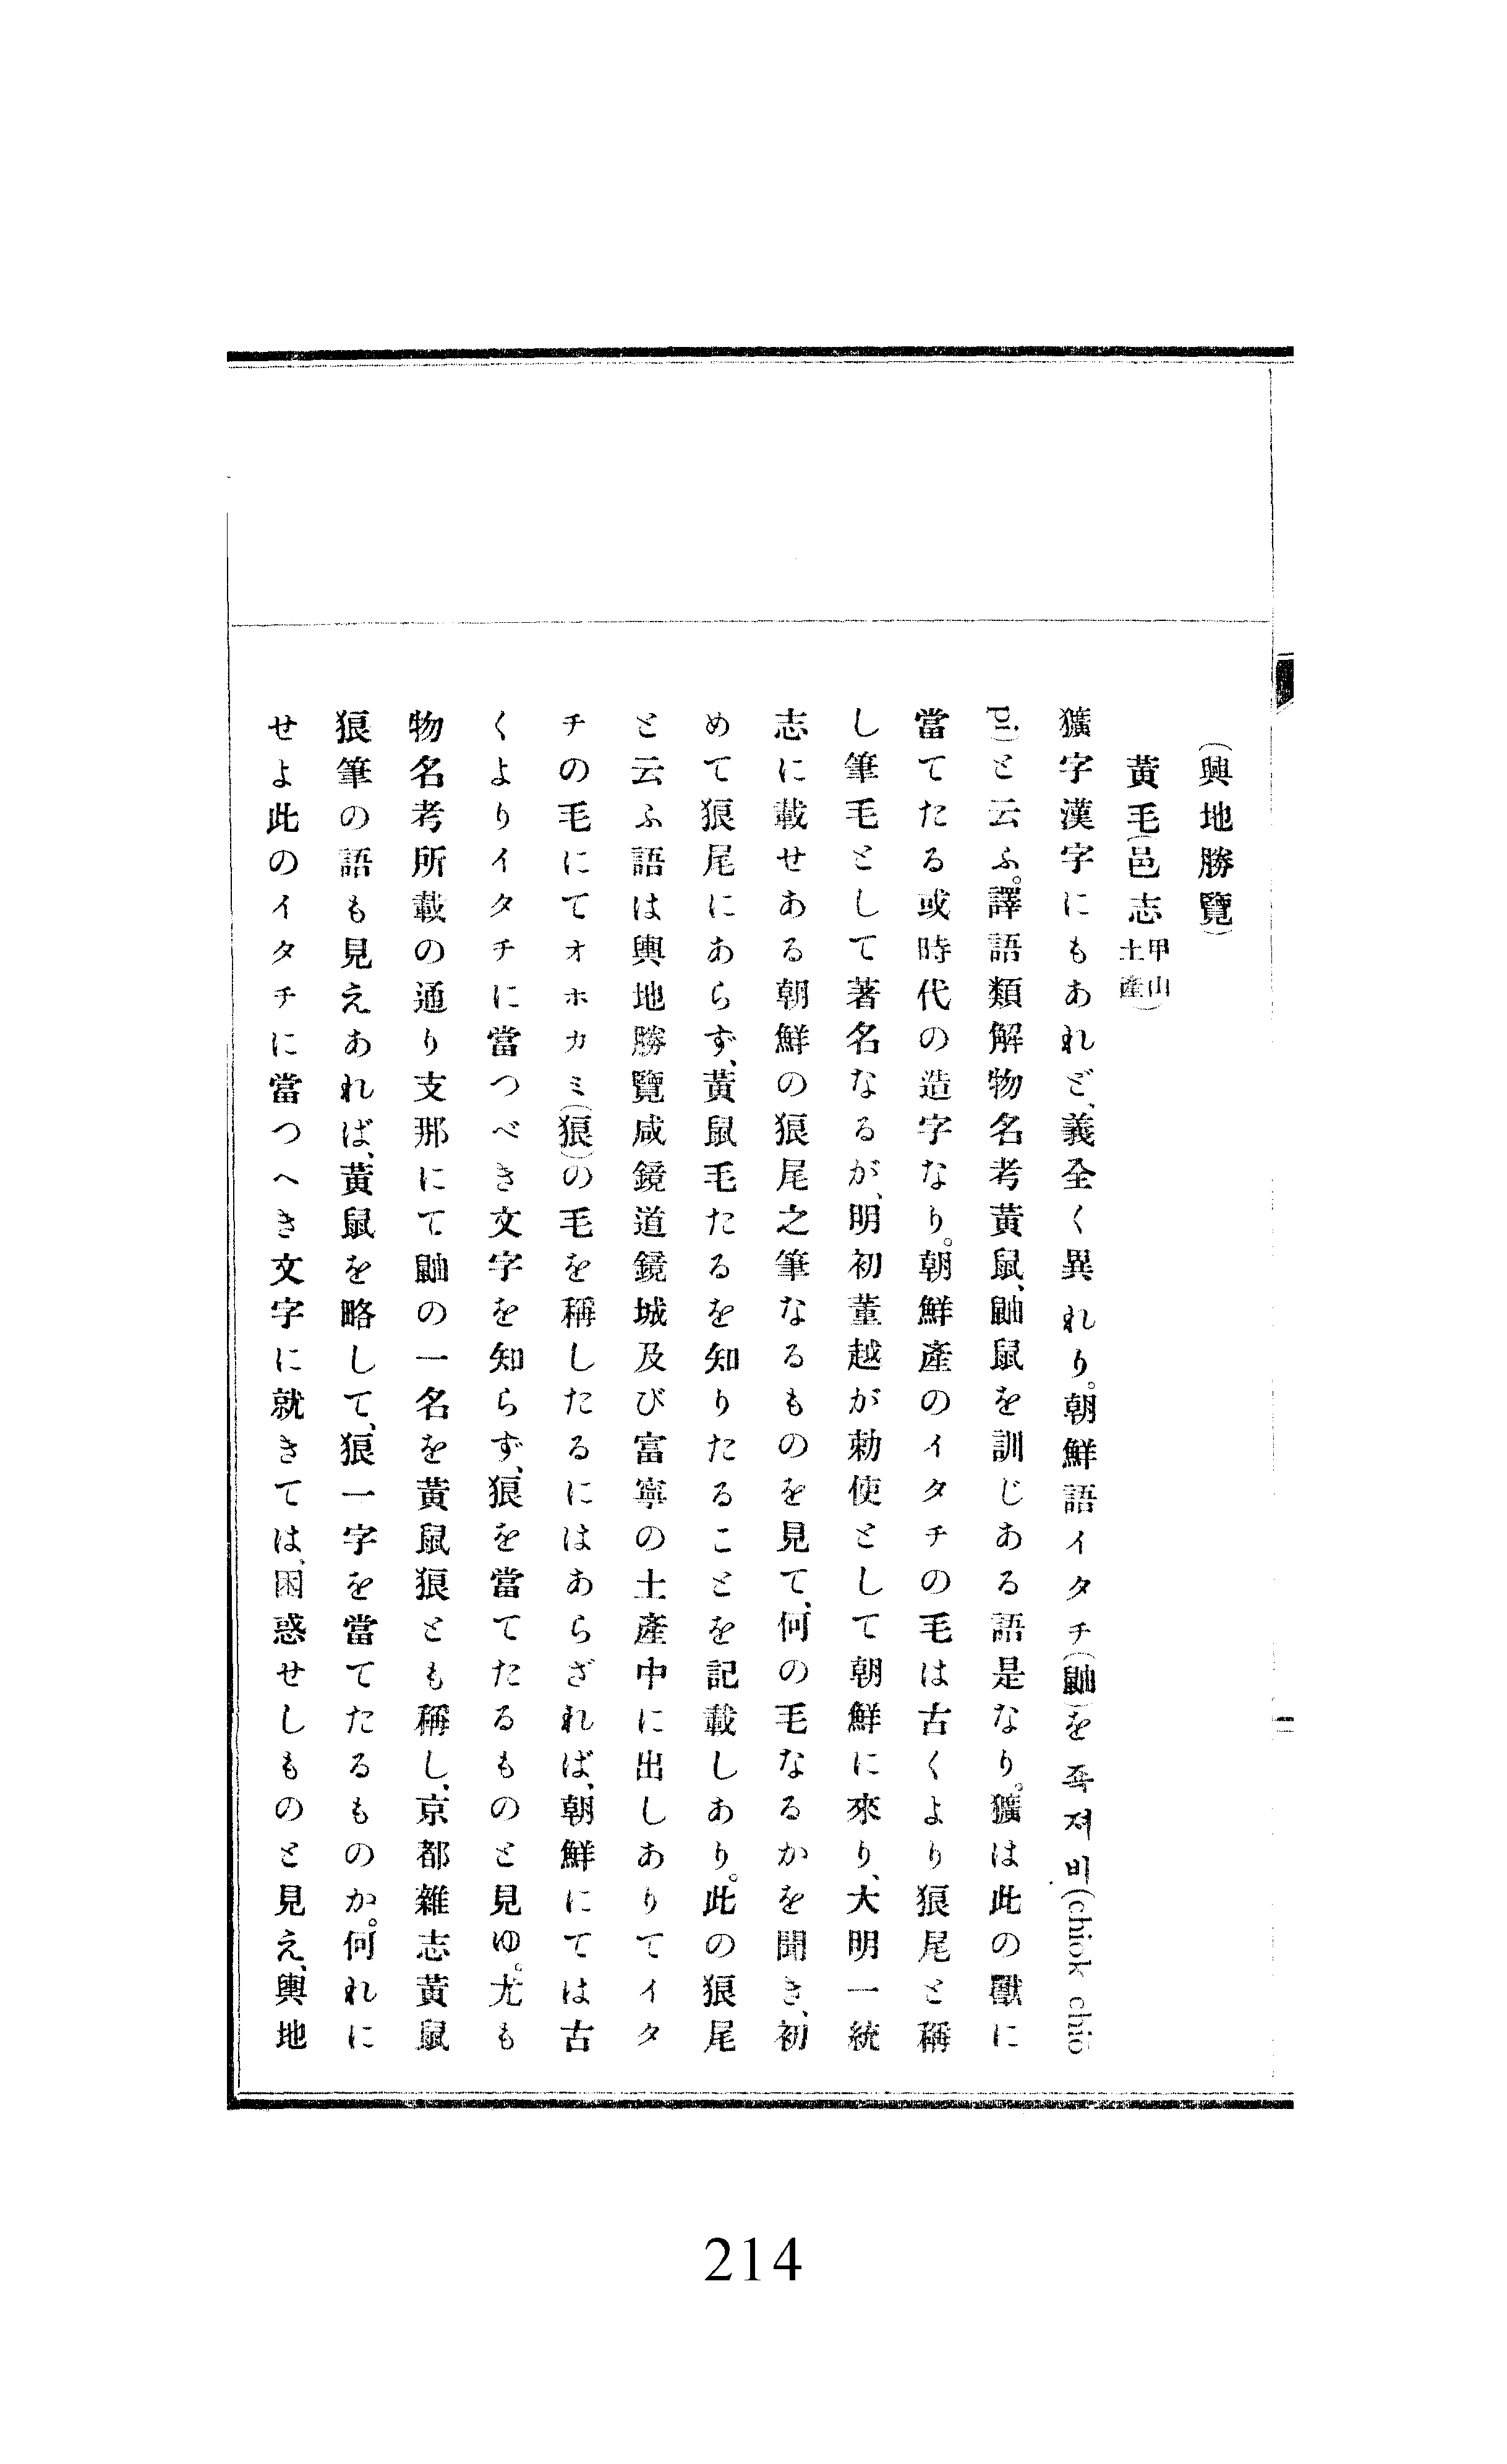 (輿地勝覽)
黃毛(邑志甲山土產)
獷字漢字にもあれど、義全く異れり。朝鮮語イタチ(鼬)を 죡져비(chiok chiö
pi)と云ふ。譯語類解物名考黃鼠、鼬鼠を訓じある語是なり。獷は此の獸に
當てたる或時代の造字なり。朝鮮產のイタチの毛は古くより狼尾と稱
し筆毛として著名なるが、明初董越が勅使として朝鮮に來り、大明一統
志に載せある朝鮮の狼尾之筆なるものを見て、何の毛なるかを聞き、初
めて狼尾にあらず、黃鼠毛たるを知りたることを記載しあり。此の狼尾
と云ふ語は輿地勝覽咸鏡道鏡城及び富寧の土產中に出しありてイタ
チの毛にてオホカミ(狼)の毛を稱したるにはあらざれば、朝鮮にては古
くよりイタチに當つべき文字を知らず、狼を當てたるものと見ゆ。尤も
物名考所載の通り支那にて鼬の一名を黃鼠狼とも稱し、京都雜志黃鼠
狼筆の語も見えあれば、黃鼠を略して、狼一字を當てたるものか。何れに
せよ此のイタチに當つへき文字に就きては、困惑せしものと見え、輿地
214